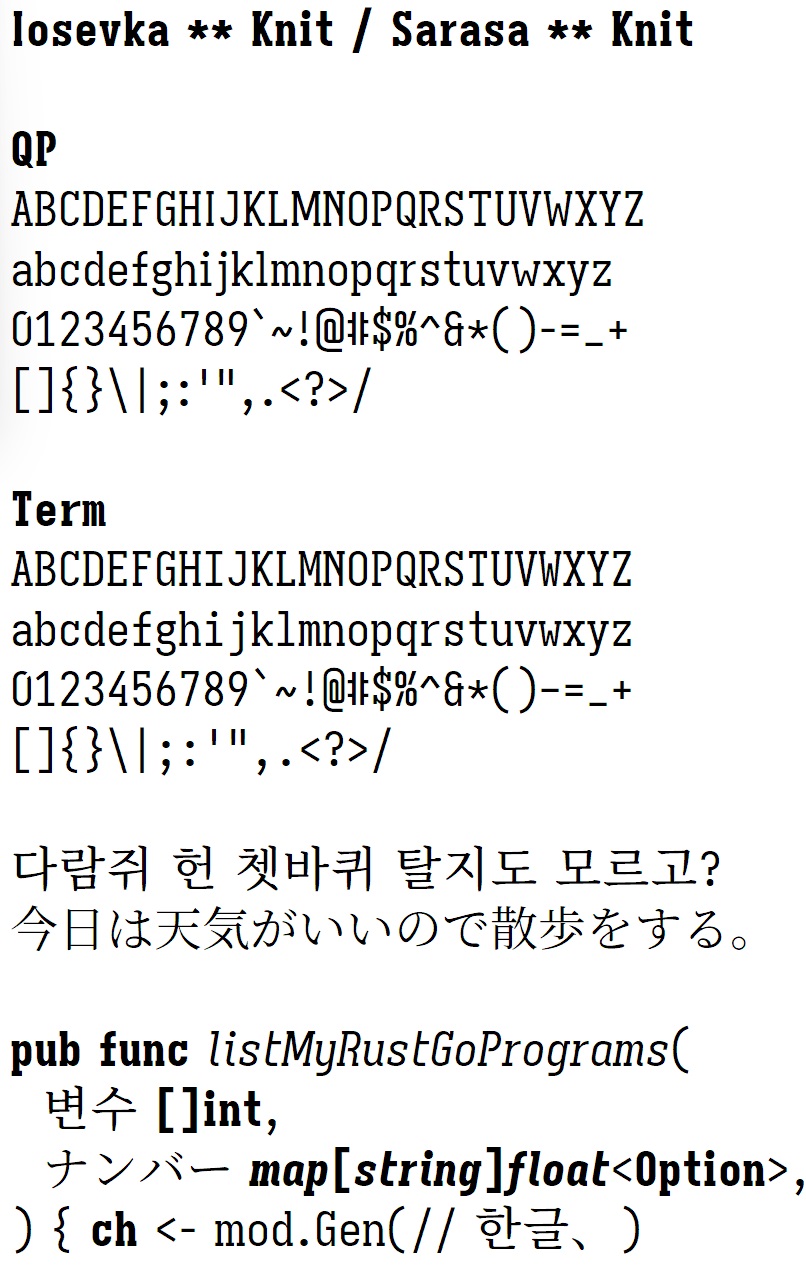 Iosevka ** Knit / Sarasa ** Knit
QP
ABCDEFGHIJKLMNOPQRSTUVWXYZ
abcdefghijklmnopqrstuvwxyz
0123456789`~!@#$%^&*()-=_+
[]{}\|;:'",.<?>/
Term
ABCDEFGHIJKLMNOPQRSTUVWXYZ
abcdefghijklmnopqrstuvwxyz
0123456789`~!@#$%^&*()-=_+
[]{}\|;:'",.<?>/
다람쥐 헌 쳇바퀴 탈지도 모르고?
今日は天気がいいので散歩をする。
pub func listMyRustGoPrograms(
변수 []int,
ナンバー map[string]float<Option>,
) { ch <- mod.Gen(// 한글、)